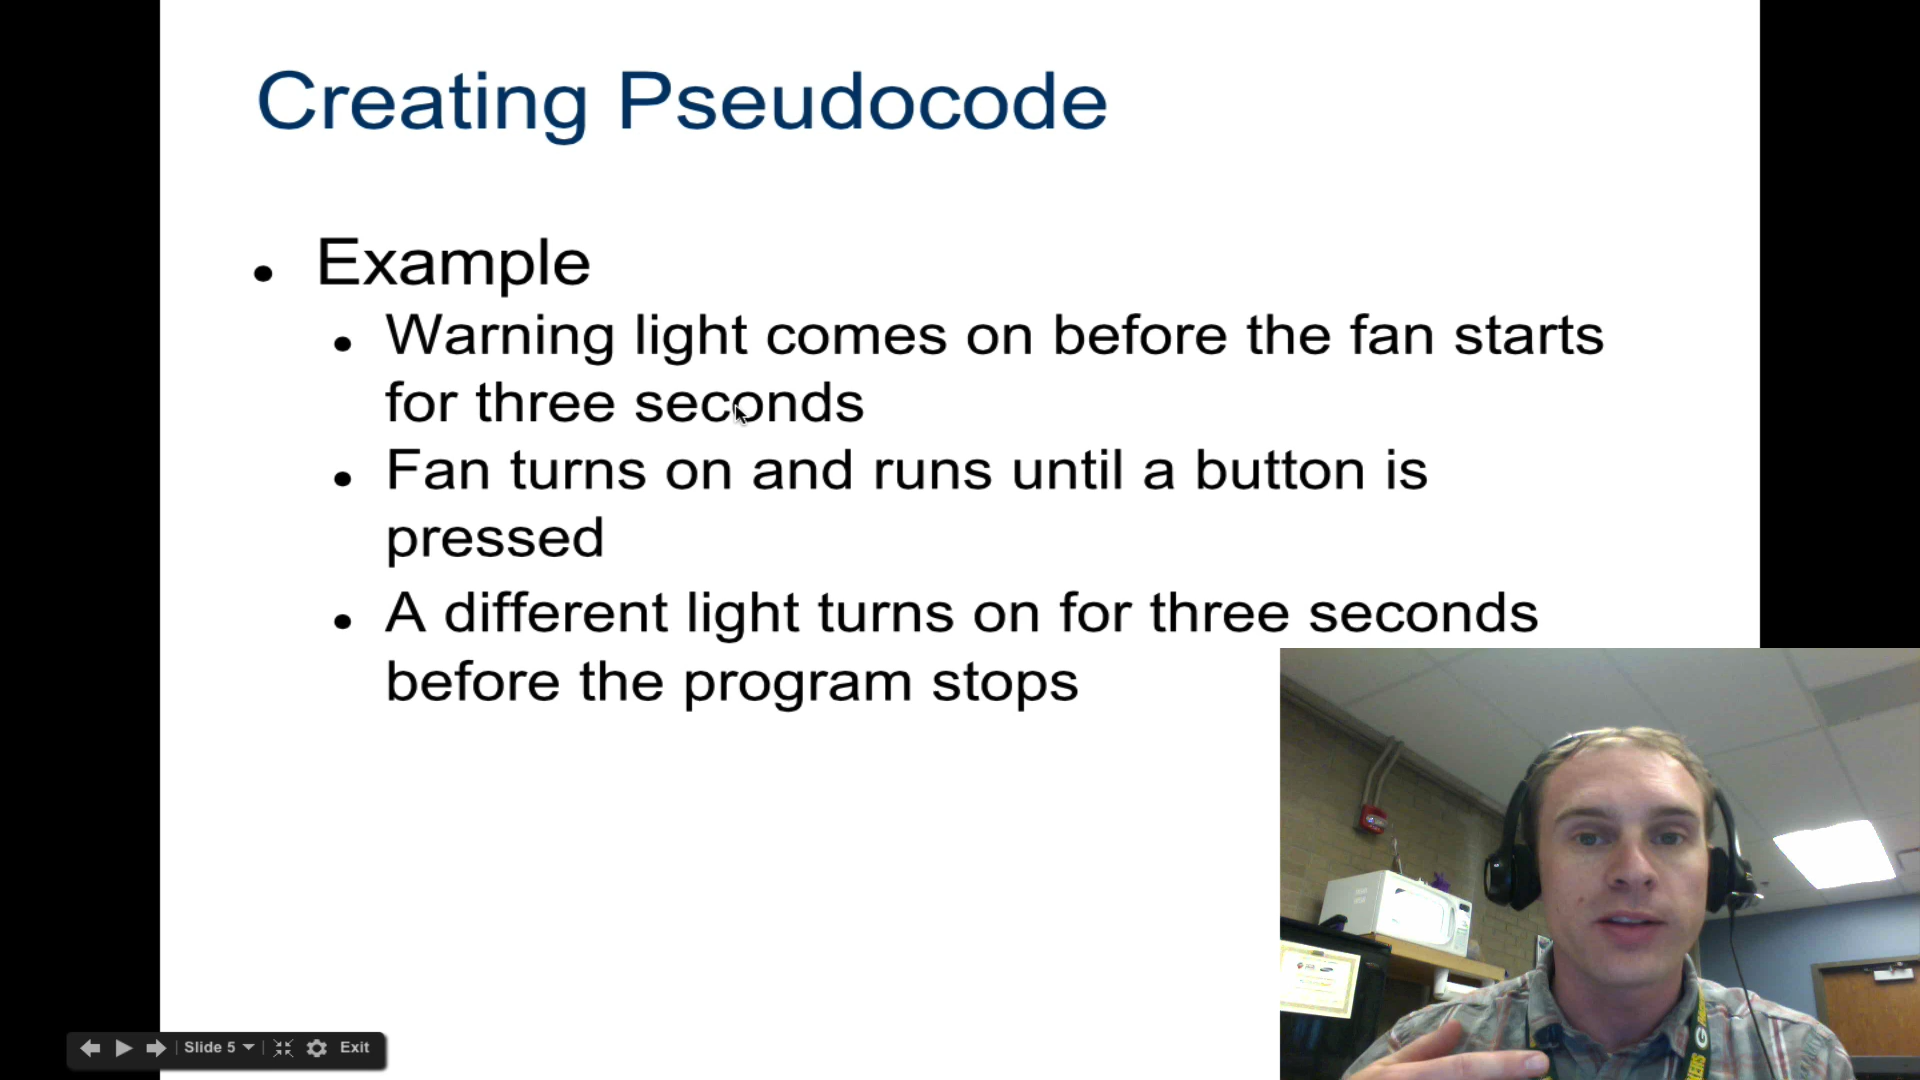 Creating Pseudocode
• Example
• Warning light comes on before the fan starts
for three seconds
• Fan turns on and runs until a button is
pressed
• A different light turns on for three seconds
before the program stops
Slide 5
Exit